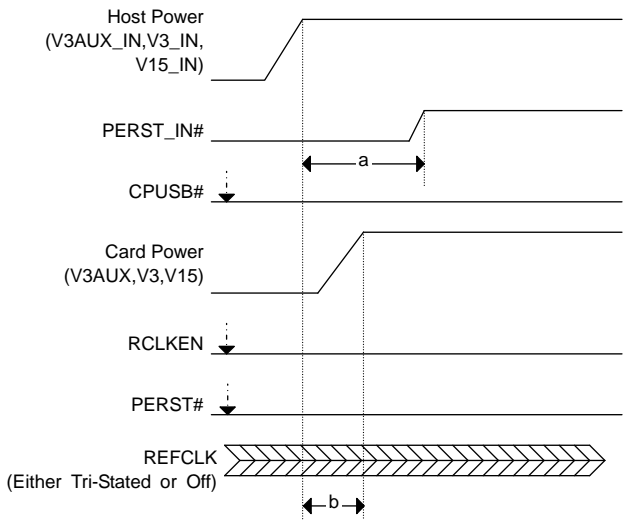 Host Power
(V3AUX_IN,V3_IN,
V15_IN)
PERST_IN#
a
CPUSB#
Card Power
(V3AUX,V3,V15)
RCLKEN
PERST#
REFCLK
(Either Tri-Stated or Off)
b